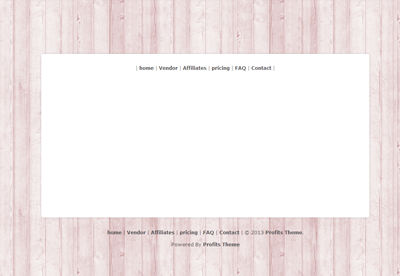 | home | Vendor | Affiliates | pricing | FAQ | Contact |
home | Vendor | Affiliates | pricing | FAQ | Contact | © 2013 Profits Theme.
Powered By Profits Theme